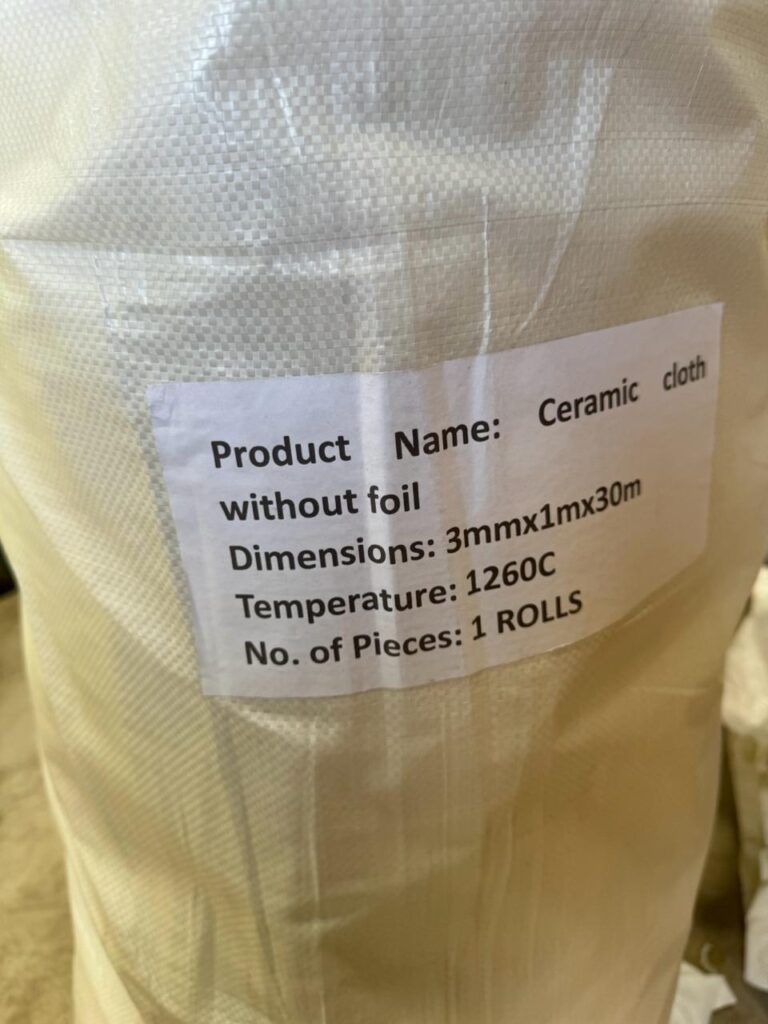 Product Name: Ceramic cloth
without foil
Dimensions: 3mmx1mx30m
Temperature: 1260C
No. of Pieces: 1 ROLLS